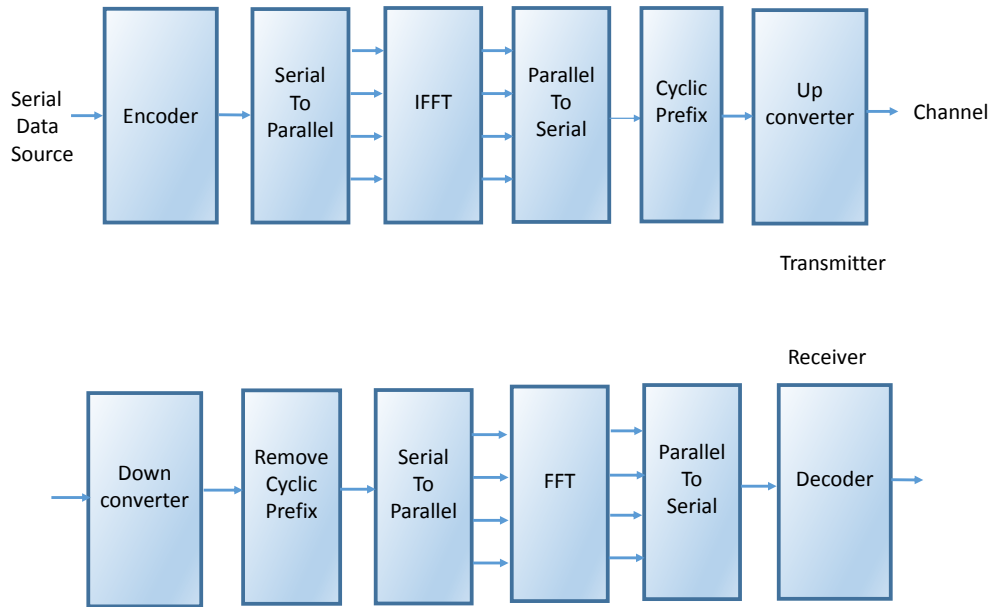 Serial
Data
Source
Encoder
Serial
To
Parallel
IFFT
Parallel
To
Serial
Cyclic
Prefix
Up
converter
Channel
Transmitter
Receiver
Down
converter
Remove
Cyclic
Prefix
Serial
To
Parallel
FFT
Parallel
To
Serial
Decoder